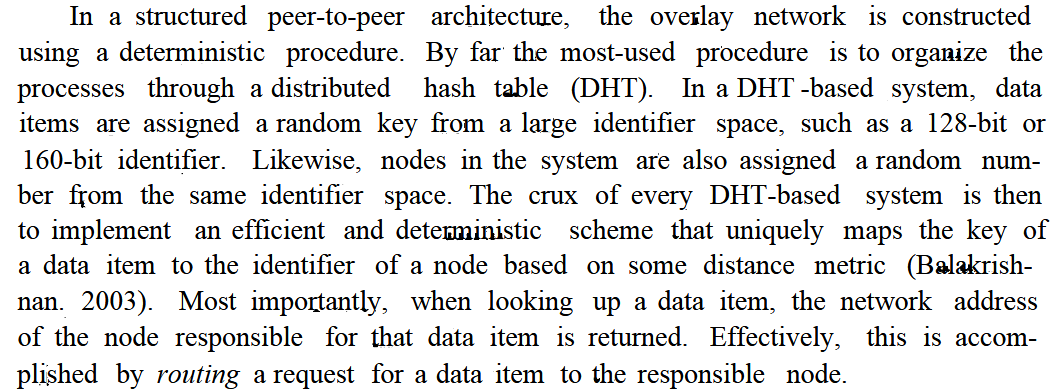 In a structured peer-to-peer architecture, the overlay network is constructed
using a deterministic procedure. By far the most-used procedure is to organize the
processes through a distributed hash table (DHT). In a DHT -based system, data
items are assigned a random key from a large identifier space, such as a 128-bit or
160-bit identifier. Likewise, nodes in the system are also assigned a random num-
ber from the same identifier space. The crux of every DHT-based system is then
to implement an efficient and deterministic scheme that uniquely maps the key of
a data item to the identifier of a node based on some distance metric (Balakrish-
nan. 2003). Most importantly, when looking up a data item, the network address
of the node responsible for that data item is returned. Effectively, this is accom-
plished by routing a request for a data item to the responsible node.